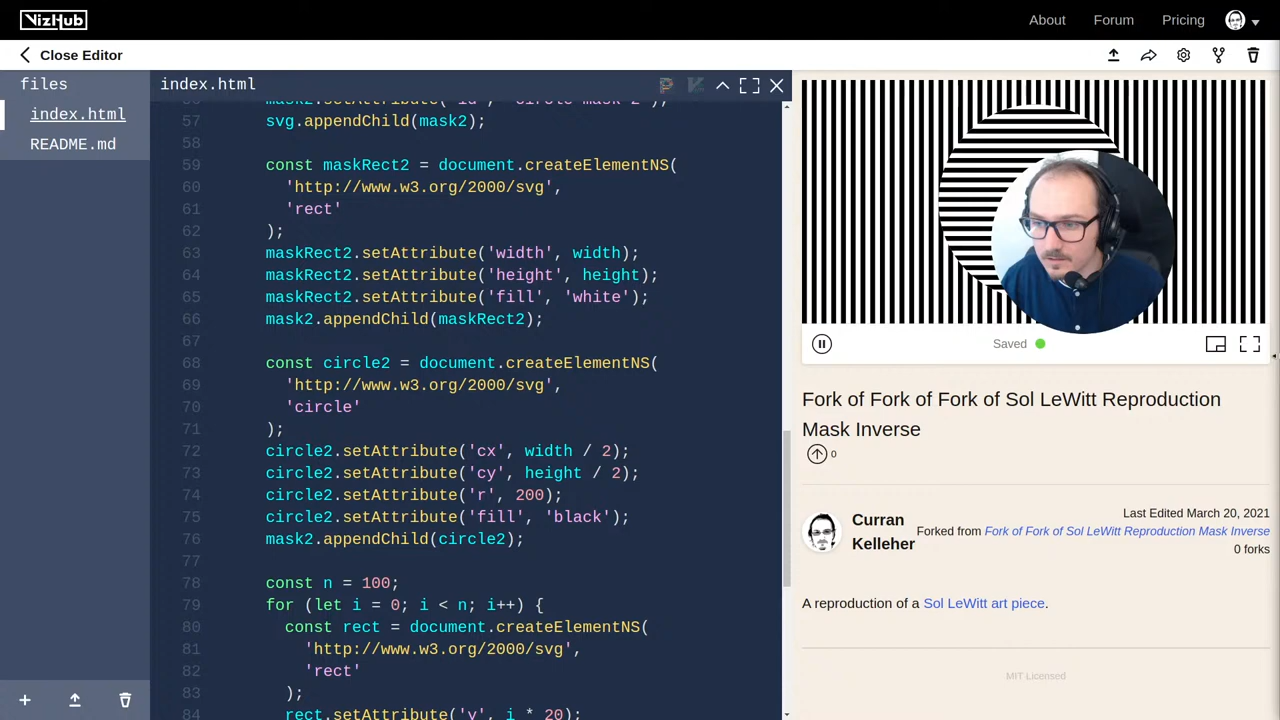 VizHub
About Forum Pricing
Close Editor
files
index.html
README.md
index.html
57 svg.appendChild(mask2);
58
59 const maskRect2 = document.createElementNS(
60 'http://www.w3.org/2000/svg',
61 'rect'
62 );
63 maskRect2.setAttribute('width', width);
64 maskRect2.setAttribute('height', height);
65 maskRect2.setAttribute('fill', 'white');
66 mask2.appendChild(maskRect2);
67
68 const circle2 = document.createElementNS(
69 'http://www.w3.org/2000/svg',
70 'circle'
71 );
72 circle2.setAttribute('cx', width / 2);
73 circle2.setAttribute('cy', height / 2);
74 circle2.setAttribute('r', 200);
75 circle2.setAttribute('fill', 'black');
76 mask2.appendChild(circle2);
77
78 const n = 100;
79 for (let i = 0; i < n; i++) {
80 const rect = document.createElementNS(
81 'http://www.w3.org/2000/svg',
82 'rect'
83 );
84 rect.setAttribute('y', i * 20);
Saved
Fork of Fork of Fork of Sol LeWitt Reproduction
Mask Inverse
0
Curran
Kelleher
Last Edited March 20, 2021
Forked from Fork of Fork of Sol LeWitt Reproduction Mask Inverse
0 forks
A reproduction of a Sol LeWitt art piece.
MIT Licensed